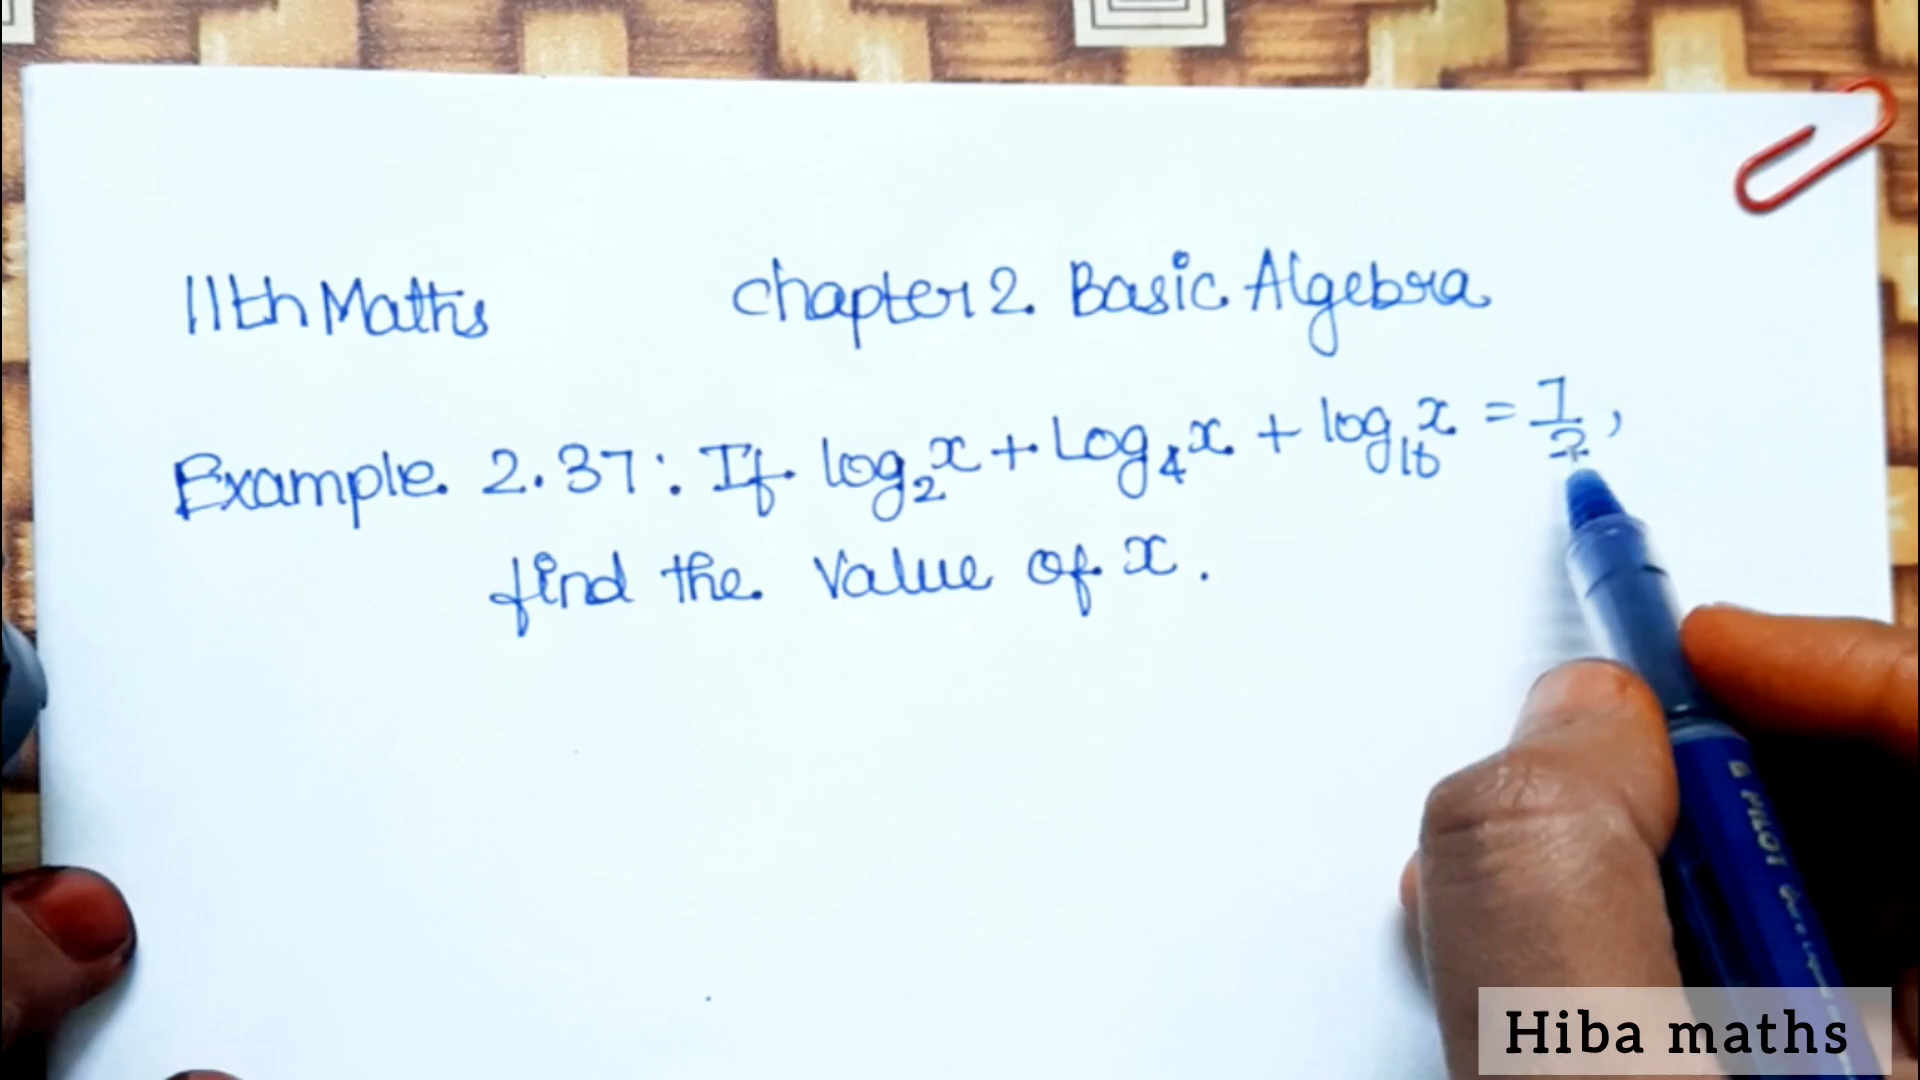 11th Maths chapter 2. Basic Algebra
Example 2.37: If log₂x + Log₄x + log₁₆x = 7/2,
find the Value of x.
PILOT
Hiba maths